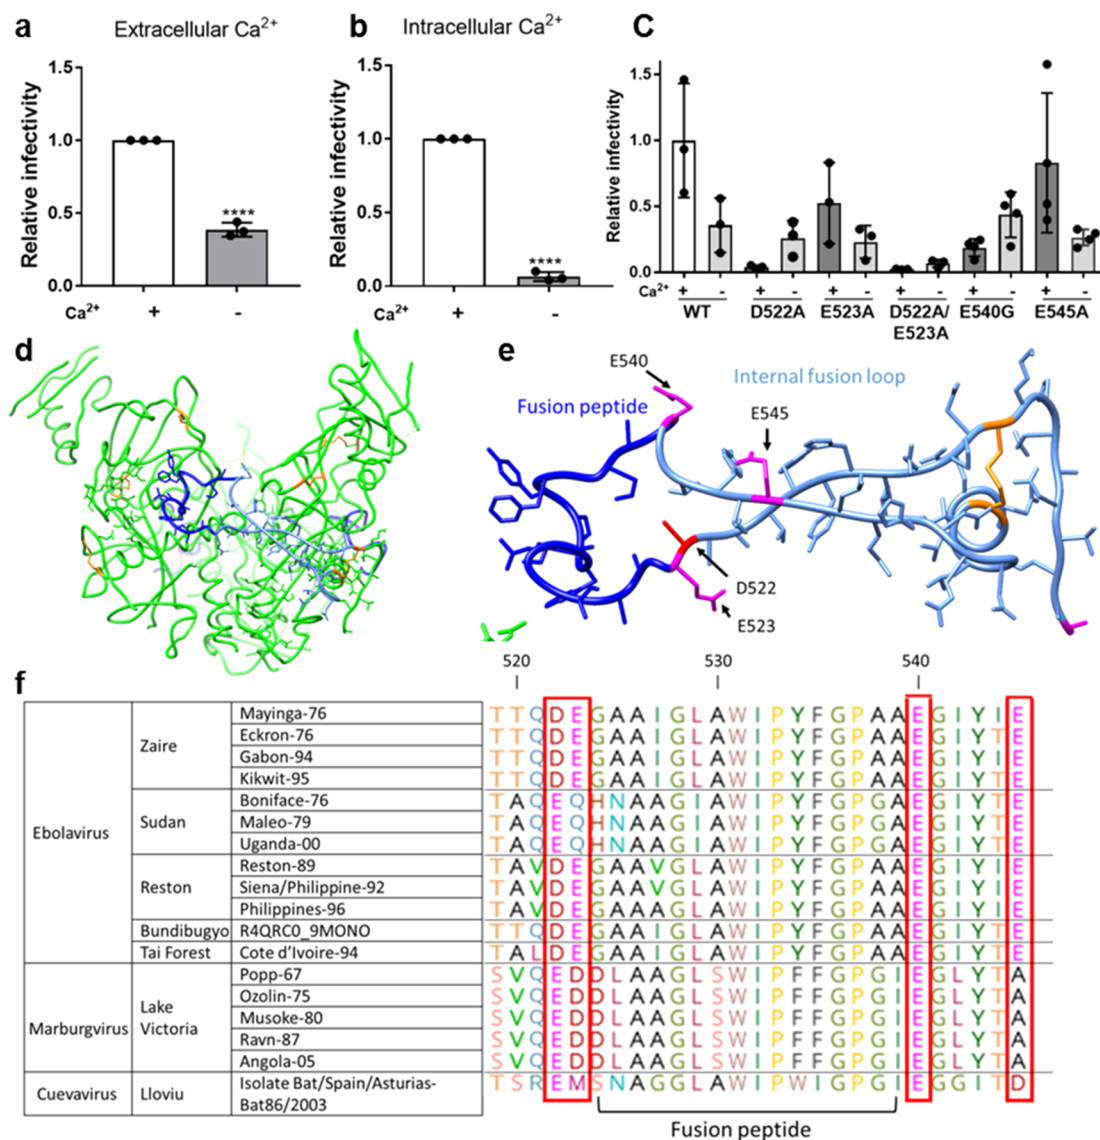 a
Extracellular Ca2+
Relative infectivity
1.5
1.0
0.5
0.0
****
Ca2+
+
-
b
Intracellular Ca2+
Relative infectivity
1.5
1.0
0.5
0.0
****
Ca2+
+
-
C
Relative infectivity
1.5
1.0
0.5
0.0
Ca2+ + - + - + - + - + - + -
WT D522A E523A D522A/ E540G E545A
E523A
d
e
E540
Fusion peptide
E545
Internal fusion loop
D522
E523
f
520 530 540
Ebolavirus
Zaire
Mayinga-76 TTQDEGAAIGLAWIPYFGPAAEGIYIE
Eckron-76 TTQDEGAAIGLAWIPYFGPAAEGIYTE
Gabon-94 TTQDEGAAIGLAWIPYFGPAAEGIYTE
Kikwit-95 TTQDEGAAIGLAWIPYFGPAAEGIYTE
Sudan
Boniface-76 TAQEQHNAAGIAWIPYFGPGAEGIYTE
Maleo-79 TAQEQHNAAGIAWIPYFGPGAEGIYTE
Uganda-00 TAQEQHNAAGIAWIPYFGPGAEGIYTE
Reston
Reston-89 TAVDEGAAVGLAWIPYFGPAAEGIYIE
Siena/Philippine-92 TAVDEGAAVGLAWIPYFGPAAEGIYIE
Philippines-96 TAVDEGAAAGLAWIPYFGPAAEGIYIE
Bundibugyo R4QRC0_9MONO TTQDEGAAIGLAWIPYFGPAAEGIYTE
Tai Forest Cote d'Ivoire-94 TALDEGAAIGLAWIPYFGPAAEGIYTE
Marburgvirus
Lake
Victoria
Popp-67 SVQEDDLAAGLSWIPFFGPGIEGLYTA
Ozolin-75 SVQEDDLAAGLSWIPFFGPGIEGLYTA
Musoke-80 SVQEDDLAAGLSWIPFFGPGIEGLYTA
Ravn-87 SVQEDDLAAGLSWIPFFGPGIEGLYTA
Angola-05 SVQEDDLAAGLSWIPFFGPGIEGLYTA
Cuevavirus Lloviu
Isolate Bat/Spain/Asturias-
Bat86/2003
TSREMSNAGGLAWIPWIGPGIEGGITD
Fusion peptide